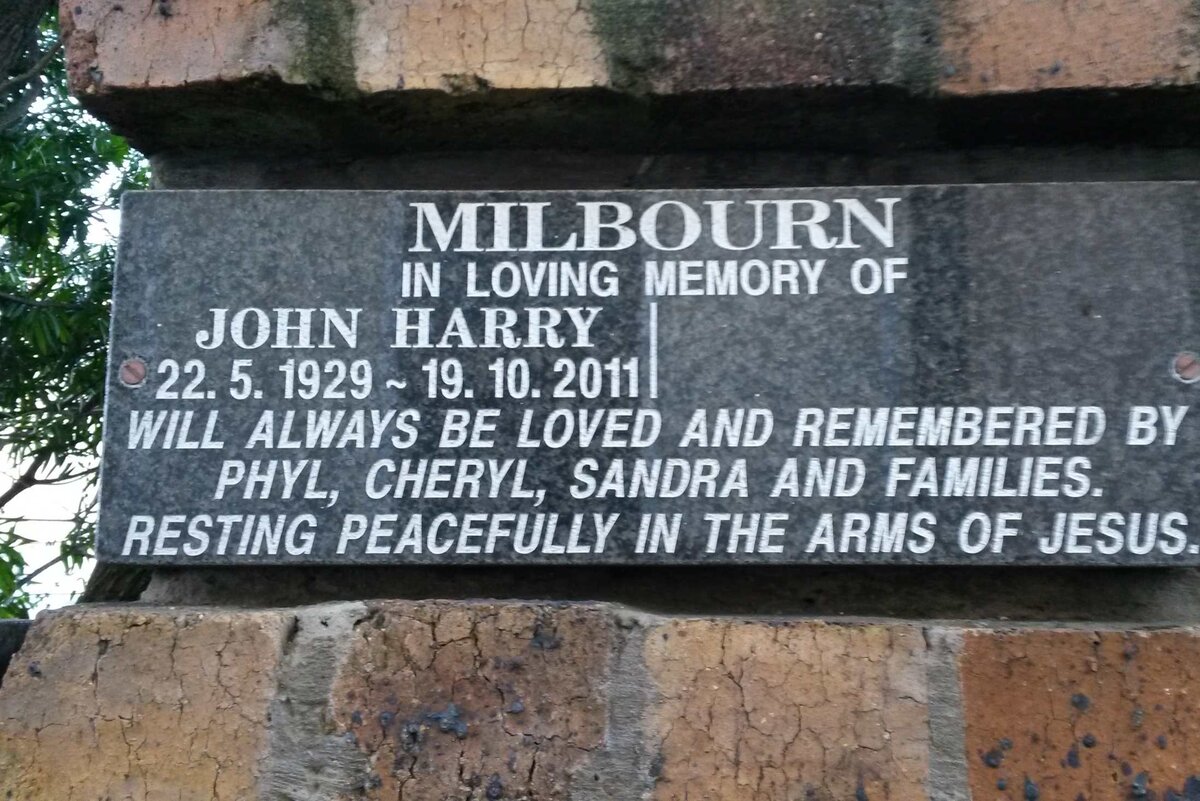 MILBOURN
IN LOVING MEMORY OF
JOHN HARRY
22. 5. 1929 ~ 19. 10. 2011
WILL ALWAYS BE LOVED AND REMEMBERED BY
PHYL, CHERYL, SANDRA AND FAMILIES.
RESTING PEACEFULLY IN THE ARMS OF JESUS.